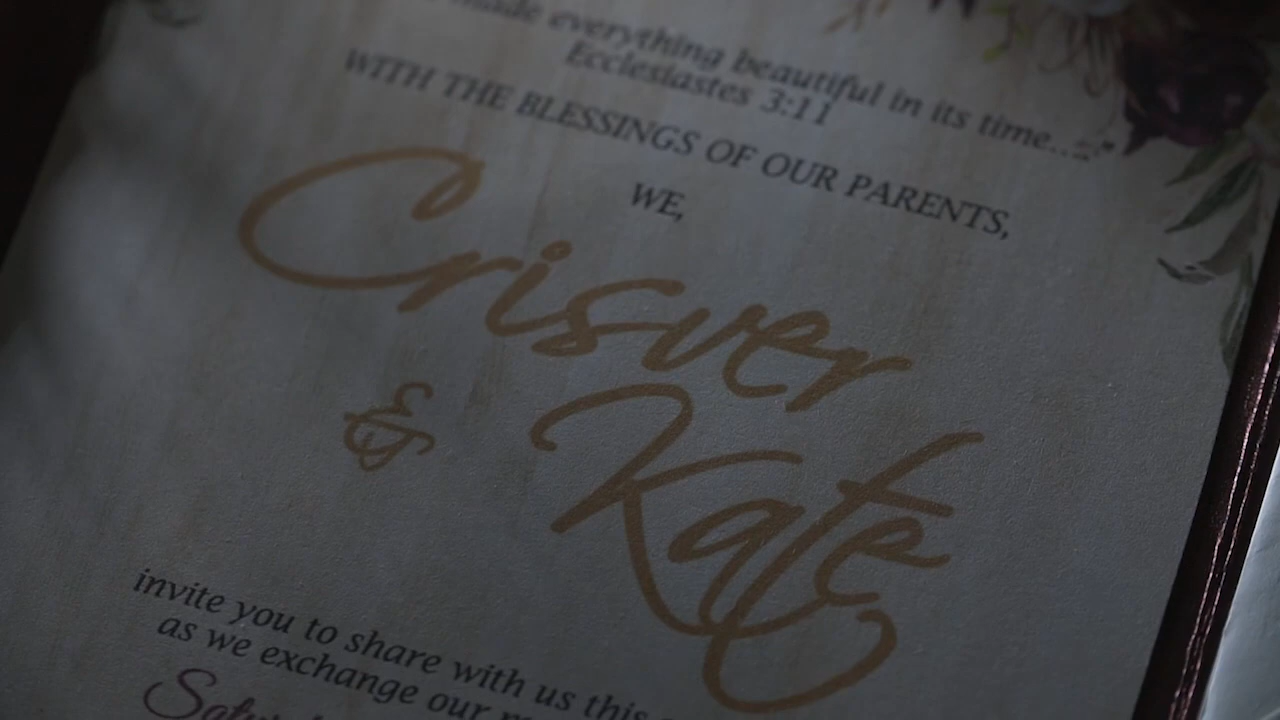 made everything beautiful in its time..."
Ecclesiastes 3:11
WITH THE BLESSINGS OF OUR PARENTS,
WE,
Crisver
& Kate
invite you to share with us this
as we exchange our